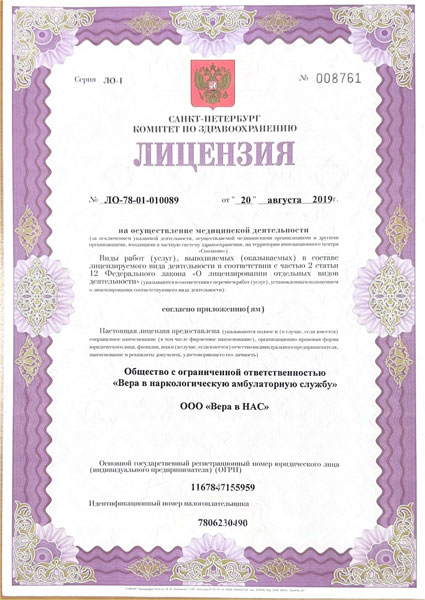 Серия ЛО-1 № 008761
САНКТ-ПЕТЕРБУРГ
КОМИТЕТ ПО ЗДРАВООХРАНЕНИЮ
ЛИЦЕНЗИЯ
№ ЛО-78-01-010089 от " 20 " августа 2019г.
на осуществление медицинской деятельности
(за исключением указанной деятельности, осуществляемой медицинскими организациями и другими
организациями, входящими в частную систему здравоохранения, на территории инновационного центра
«Сколково»)
Виды работ (услуг), выполняемых (оказываемых) в составе
лицензируемого вида деятельности в соответствии с частью 2 статьи
12 Федерального закона «О лицензировании отдельных видов
деятельности» (указываются в соответствии с перечнем работ (услуг), установленным положением
о лицензировании соответствующего вида деятельности):
согласно приложению(ям)
Настоящая лицензия предоставлена (указываются полное и (в случае, если имеется)
сокращенное наименование (в том числе фирменное наименование), организационно-правовая форма
юридического лица, фамилия, имя и (в случае, если имеется) отчество индивидуального предпринимателя,
наименование и реквизиты документа, удостоверяющего его личность)
Общество с ограниченной ответственностью
«Вера в наркологическую амбулаторную службу»
ООО «Вера в НАС»
Основной государственный регистрационный номер юридического лица
(индивидуального предпринимателя) (ОГРН)
1167847155959
Идентификационный номер налогоплательщика
7806230490